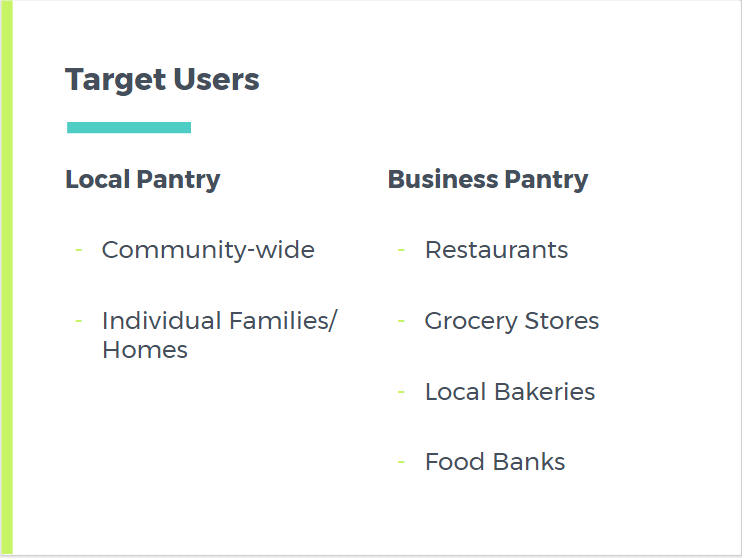 Target Users
Local Pantry
- Community-wide
- Individual Families/
Homes
Business Pantry
- Restaurants
- Grocery Stores
- Local Bakeries
- Food Banks